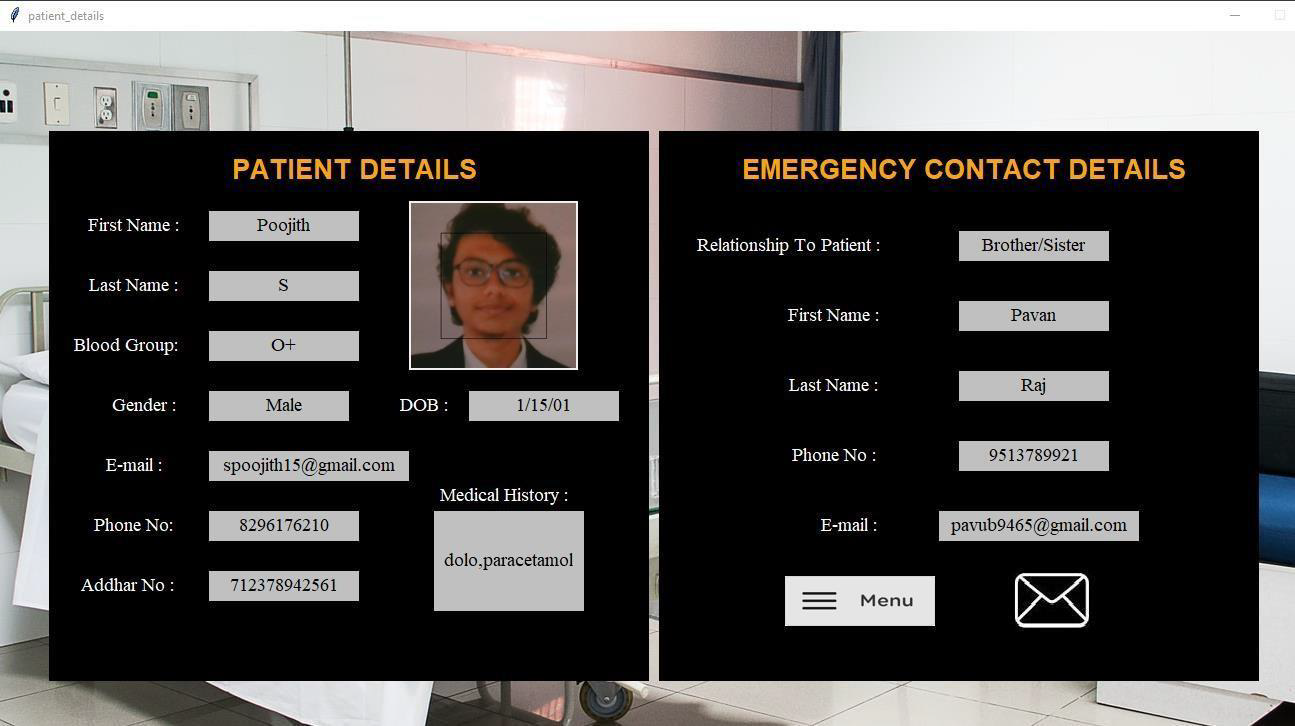 patient_details
PATIENT DETAILS
First Name : Poojith
Last Name : S
Blood Group: O+
Gender : Male DOB : 1/15/01
E-mail : spoojith15@gmail.com
Medical History :
Phone No: 8296176210
dolo,paracetamol
Addhar No : 712378942561
EMERGENCY CONTACT DETAILS
Relationship To Patient : Brother/Sister
First Name : Pavan
Last Name : Raj
Phone No : 9513789921
E-mail : pavub9465@gmail.com
Menu